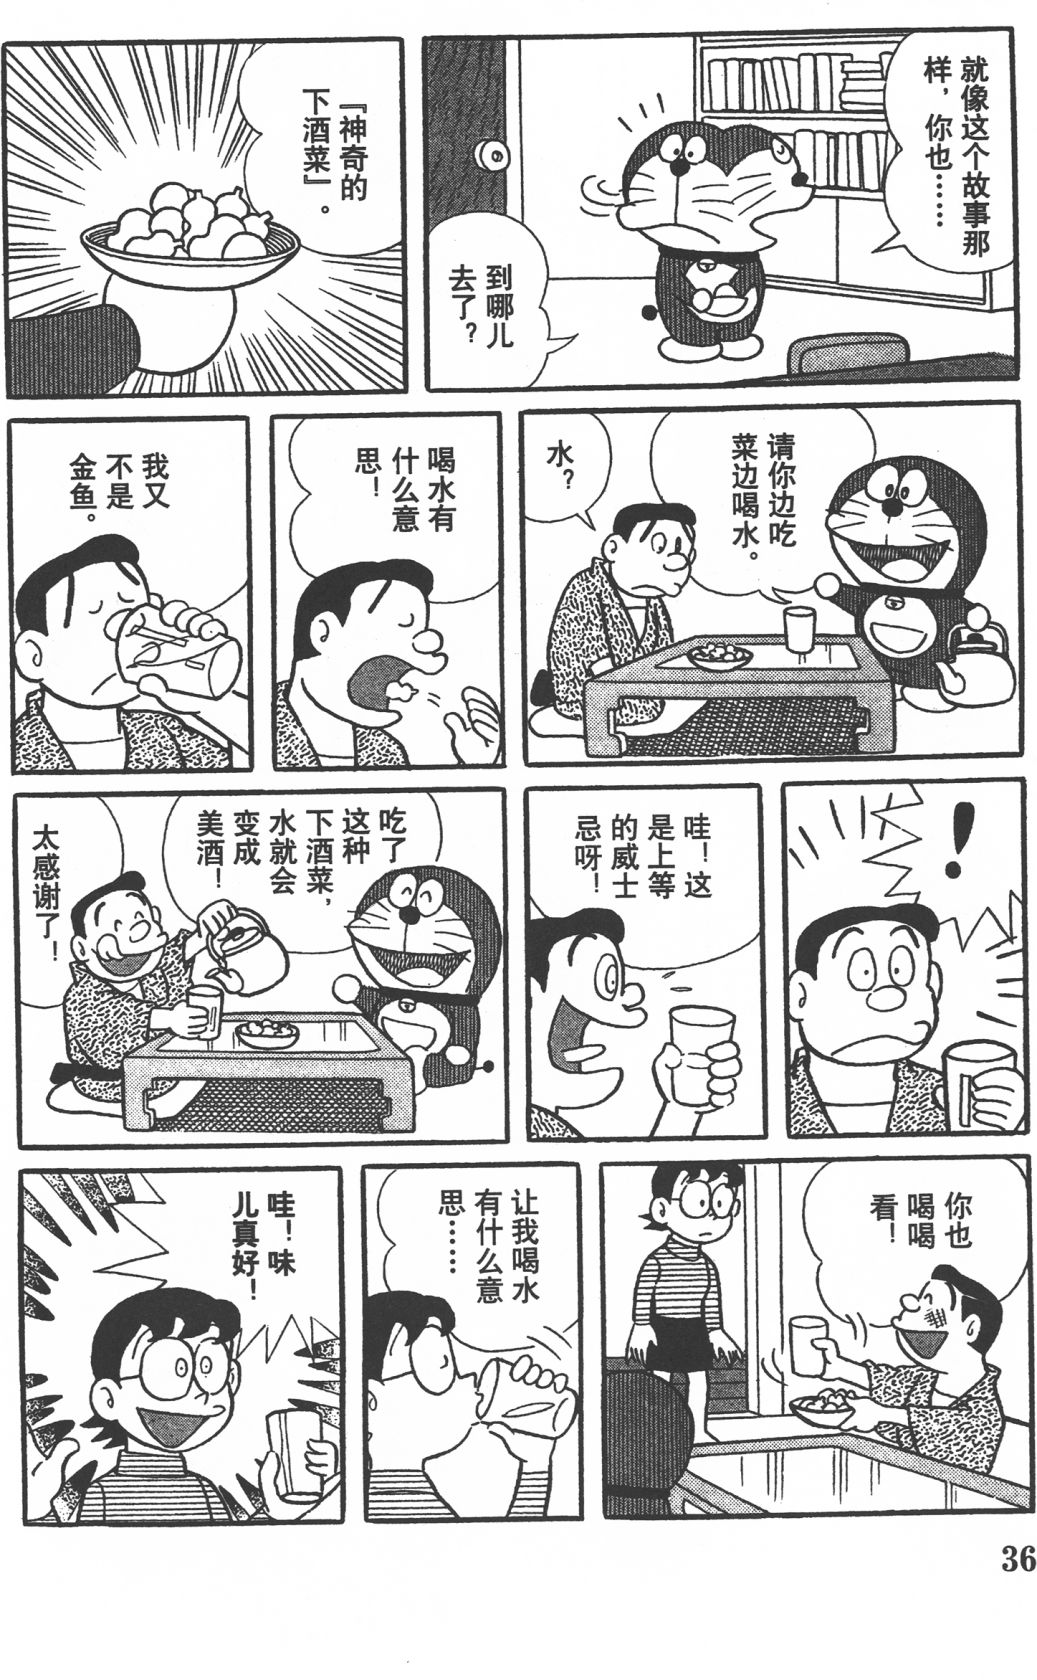 就像这个故事那
样，你也……
到哪儿
去了？
『神奇的
下酒菜』。
请你边吃
菜边喝水。
水？
喝水有
什么意
思！
我又
不是
金鱼。
！
哇！这
是上等
的威士
忌呀！
吃了
这种
下酒菜，
水就会
变成
美酒！
太感谢了！
你也
喝喝
看！
让我喝水
有什么意
思……
哇！味
儿真好！
36